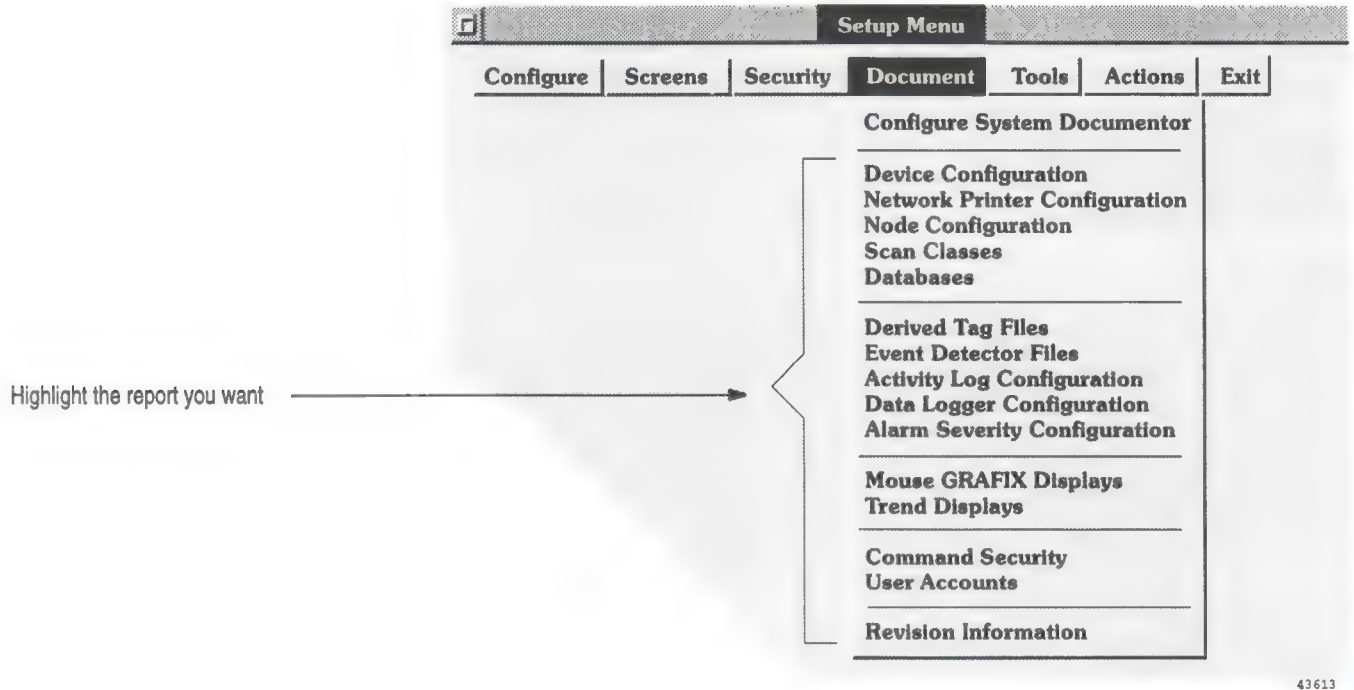 Setup Menu
Configure Screens Security Document Tools Actions Exit
Configure System Documentor
Device Configuration
Network Printer Configuration
Node Configuration
Scan Classes
Databases
Derived Tag Files
Event Detector Files
Activity Log Configuration
Data Logger Configuration
Alarm Severity Configuration
Highlight the report you want
Mouse GRAFIX Displays
Trend Displays
Command Security
User Accounts
Revision Information
43613